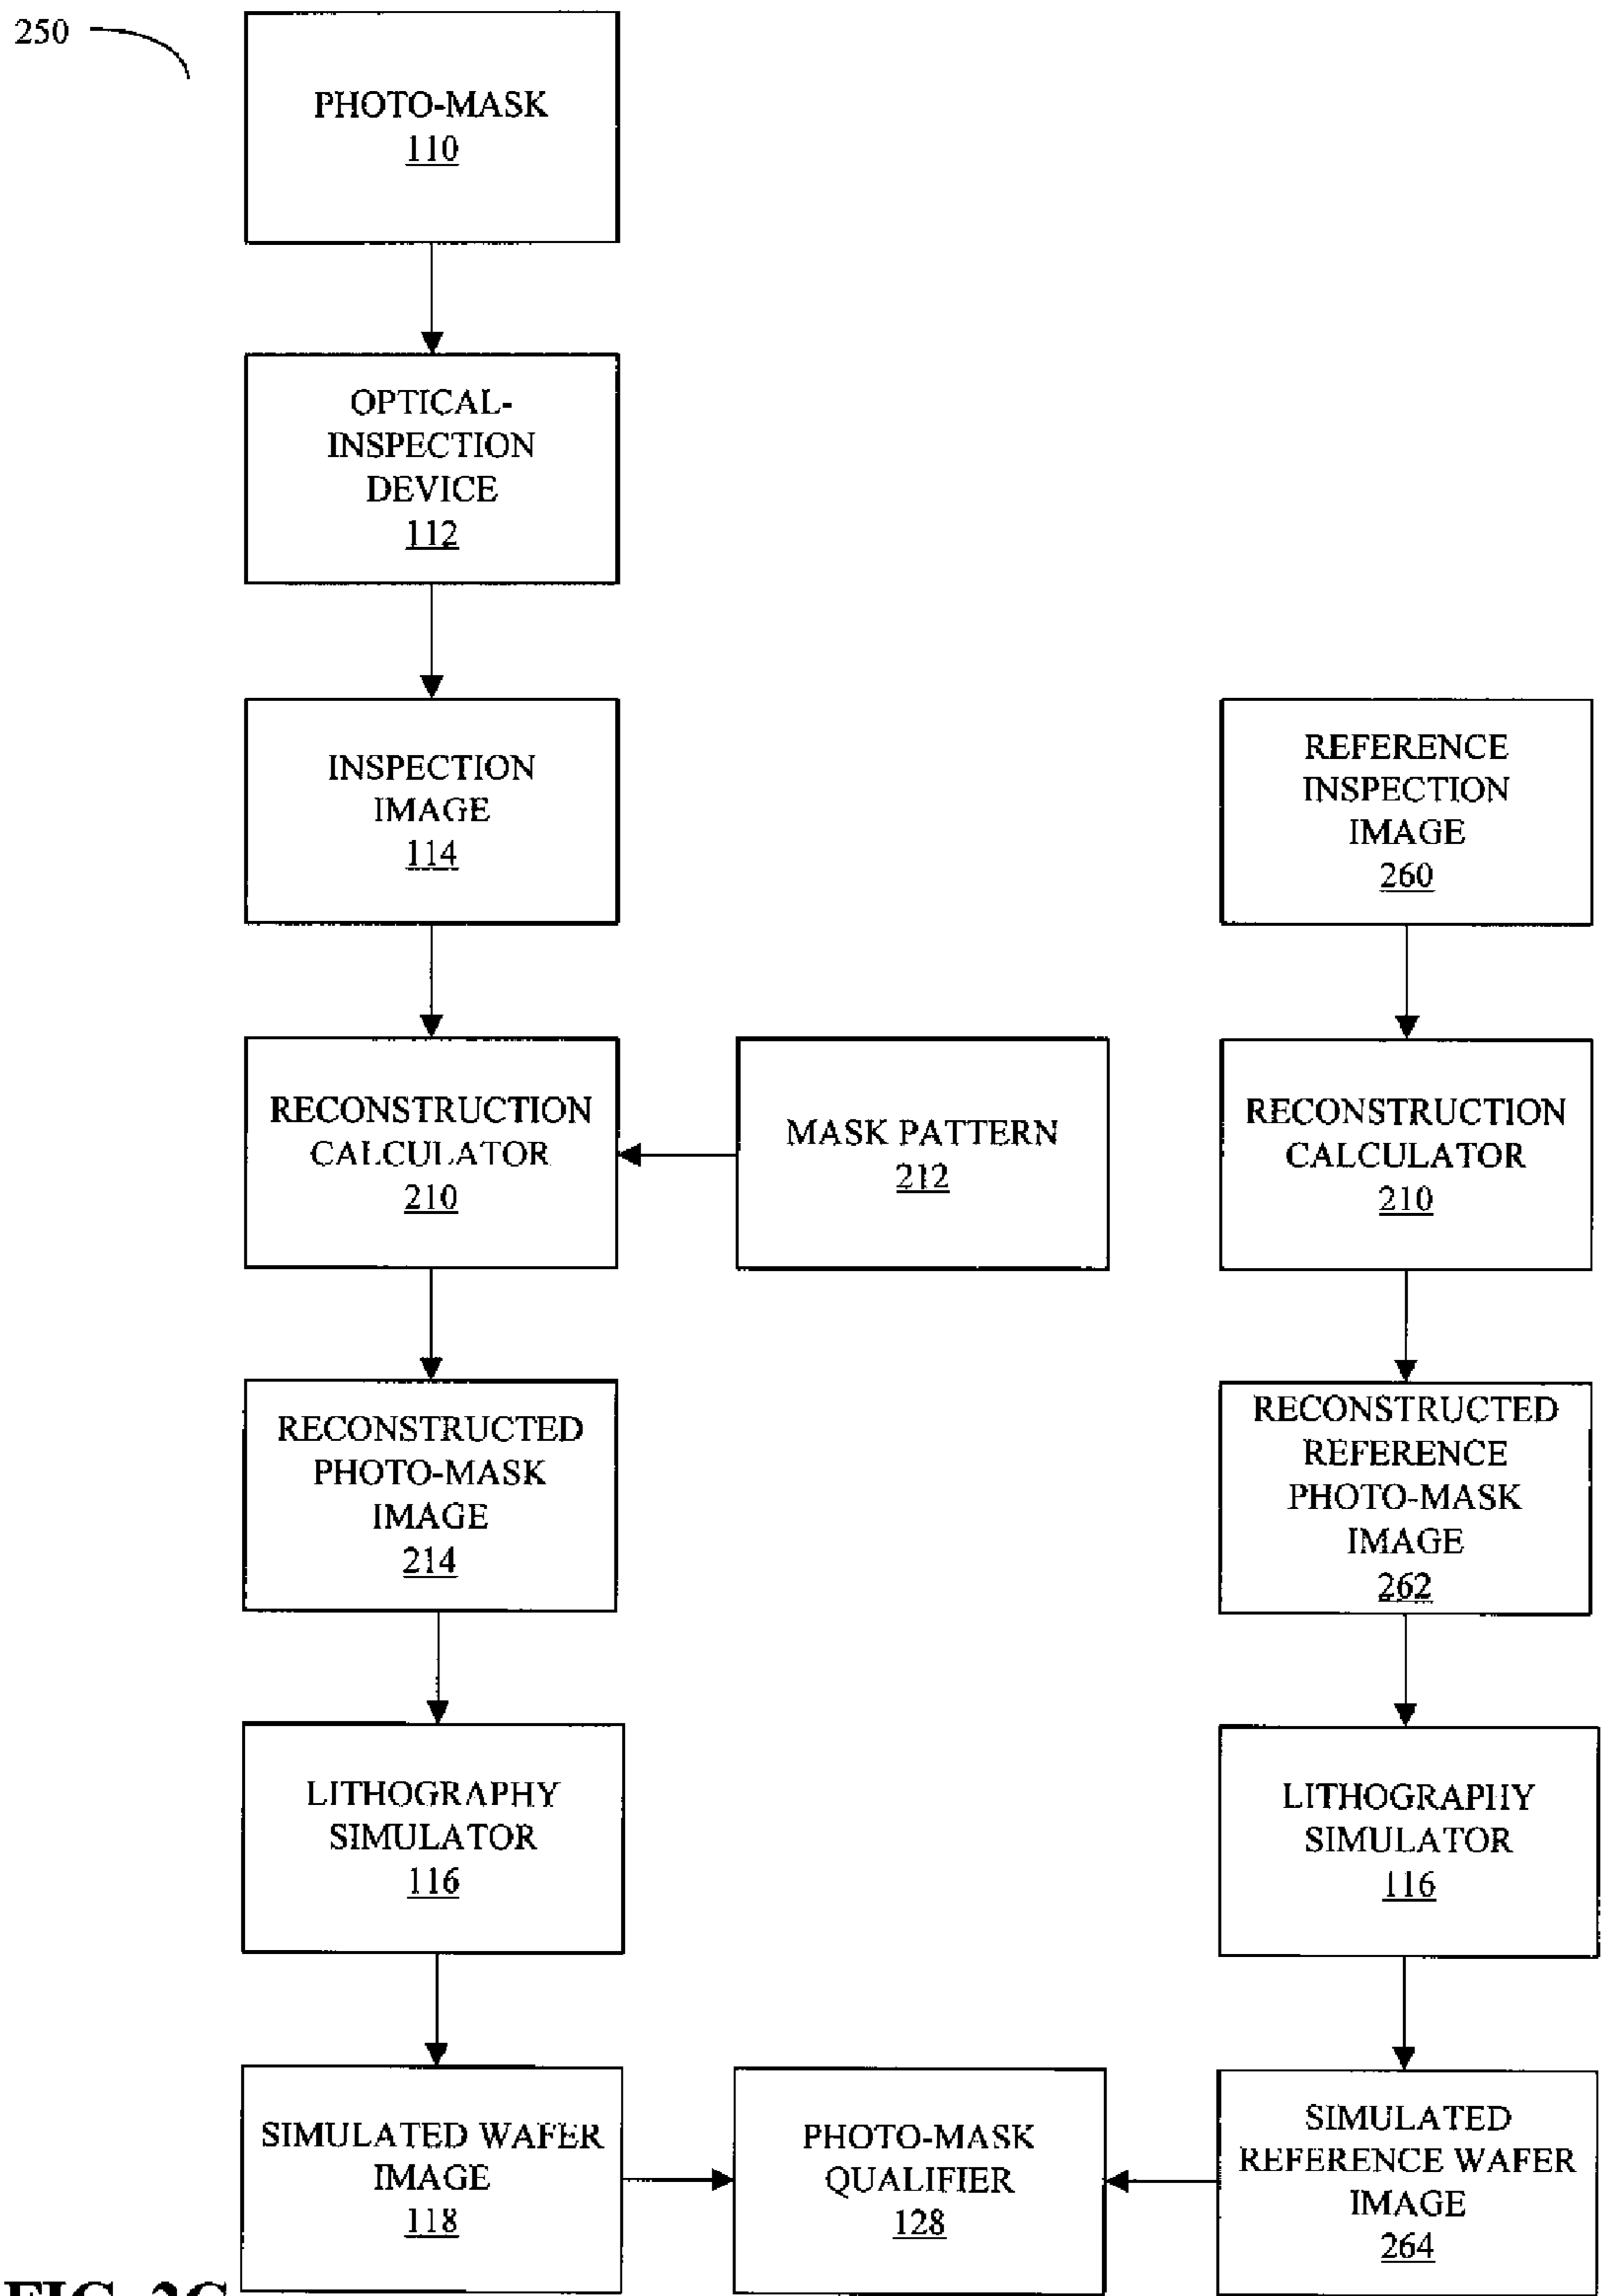 250
PHOTO-MASK
110
OPTICAL-
INSPECTION
DEVICE
112
INSPECTION
IMAGE
114
REFERENCE
INSPECTION
IMAGE
260
RECONSTRUCTION
CALCULATOR
210
MASK PATTERN
212
RECONSTRUCTION
CALCULATOR
210
RECONSTRUCTED
PHOTO-MASK
IMAGE
214
RECONSTRUCTED
REFERENCE
PHOTO-MASK
IMAGE
262
LITHOGRAPHY
SIMULATOR
116
LITHOGRAPHY
SIMULATOR
116
SIMULATED WAFER
IMAGE
118
PHOTO-MASK
QUALIFIER
128
SIMULATED
REFERENCE WAFER
IMAGE
264